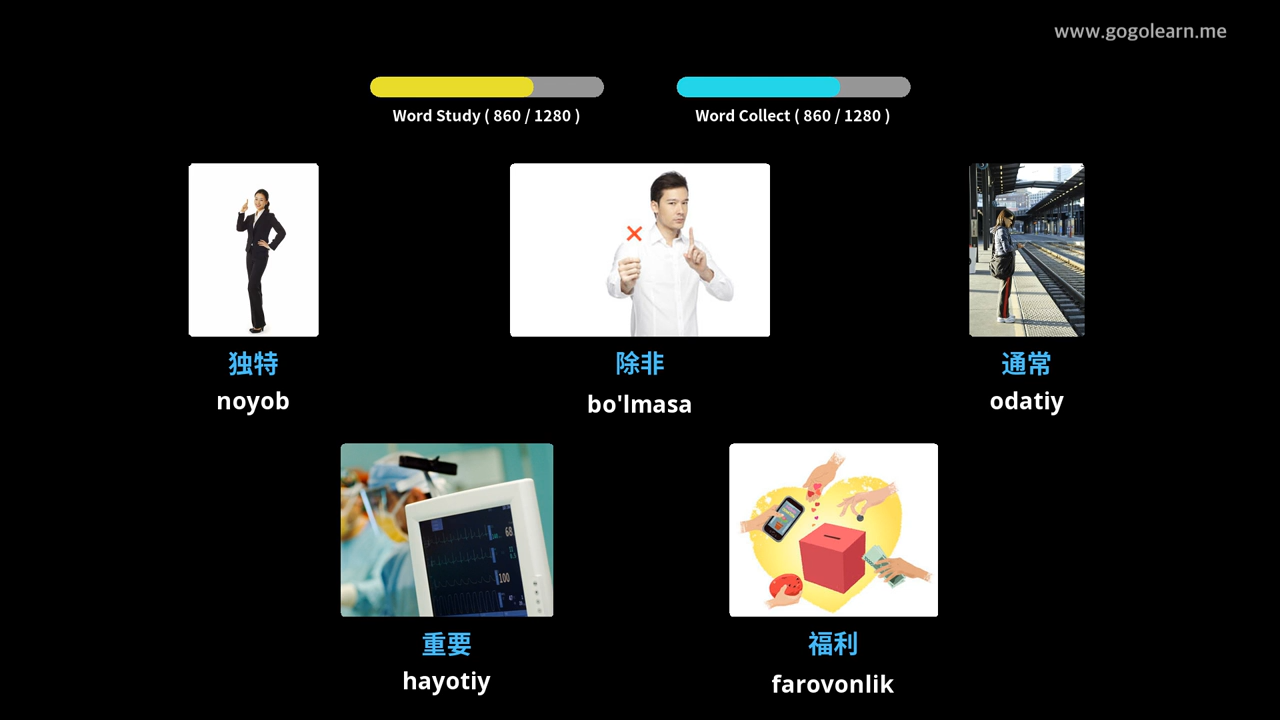 www.gogolearn.me
Word Study ( 860 / 1280 )
Word Collect ( 860 / 1280 )
独特
noyob
除非
bo'lmasa
通常
odatiy
重要
hayotiy
福利
farovonlik